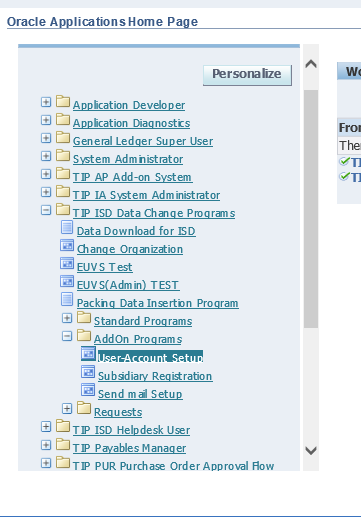 Oracle Applications Home Page
Personalize
Application Developer
Application Diagnostics
General Ledger Super User
System Administrator
TIP AP Add-on System
TIP IA System Administrator
TIP ISD Data Change Programs
Data Download for ISD
Change Organization
EUVS Test
EUVS(Admin) TEST
Packing Data Insertion Program
Standard Programs
AddOn Programs
User-Account Setup
Subsidiary Registration
Send mail Setup
Requests
TIP ISD Helpdesk User
TIP Payables Manager
TIP PUR Purchase Order Approval Flow